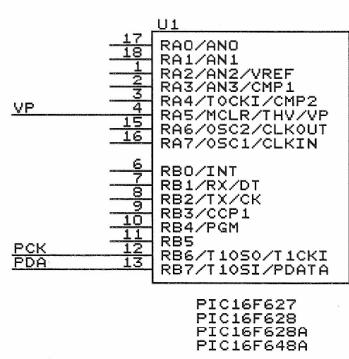 U1
17 RA0/AN0
18 RA1/AN1
1 RA2/AN2/VREF
2 RA3/AN3/CMP1
3 RA4/T0CKI/CMP2
VP 4 RA5/MCLR/THV/VP
15 RA6/OSC2/CLKOUT
16 RA7/OSC1/CLKIN
6 RB0/INT
7 RB1/RX/DT
8 RB2/TX/CK
9 RB3/CCP1
10 RB4/PGM
11 RB5
PCK 12 RB6/T1OSO/T1CKI
PDA 13 RB7/T1OSI/PDATA
PIC16F627
PIC16F628
PIC16F628A
PIC16F648A